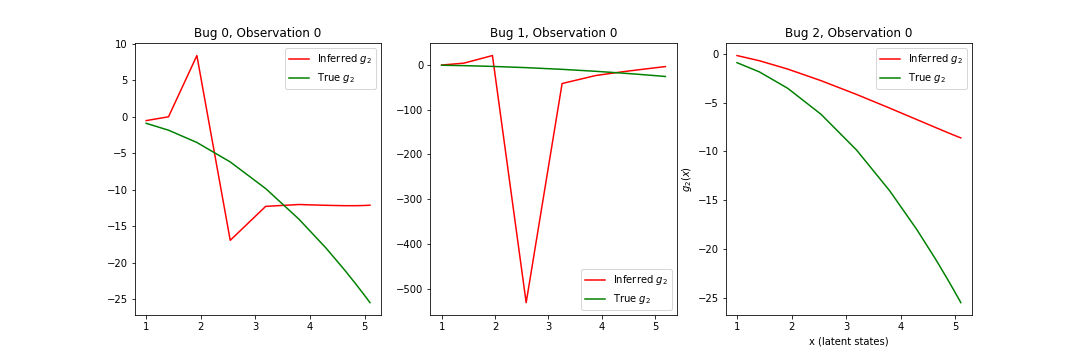 Bug 0, Observation 0
10
5
0
−5
−10
−15
−20
−25
1 2 3 4 5
Inferred g₂
True g₂
Bug 1, Observation 0
0
−100
−200
−300
−400
−500
1 2 3 4 5
Inferred g₂
True g₂
Bug 2, Observation 0
g₂(x)
0
−5
−10
−15
−20
−25
1 2 3 4 5
x (latent states)
Inferred g₂
True g₂